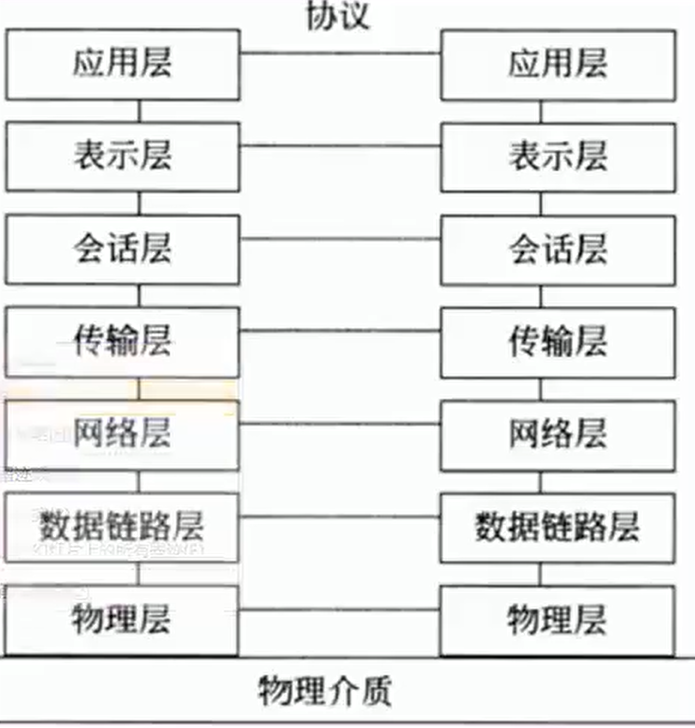 协议
应用层 应用层
表示层 表示层
会话层 会话层
传输层 传输层
网络层 网络层
数据链路层 数据链路层
物理层 物理层
物理介质